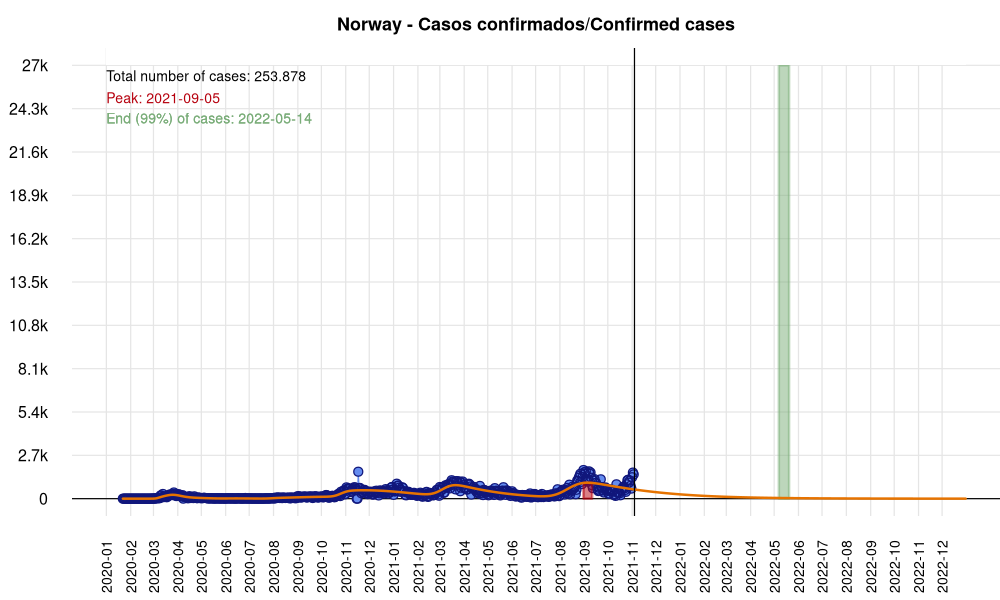 Norway - Casos confirmados/Confirmed cases
Total number of cases: 253.878
Peak: 2021-09-05
End (99%) of cases: 2022-05-14
27k
24.3k
21.6k
18.9k
16.2k
13.5k
10.8k
8.1k
5.4k
2.7k
0
2020-01
2020-02
2020-03
2020-04
2020-05
2020-06
2020-07
2020-08
2020-09
2020-10
2020-11
2020-12
2021-01
2021-02
2021-03
2021-04
2021-05
2021-06
2021-07
2021-08
2021-09
2021-10
2021-11
2021-12
2022-01
2022-02
2022-03
2022-04
2022-05
2022-06
2022-07
2022-08
2022-09
2022-10
2022-11
2022-12